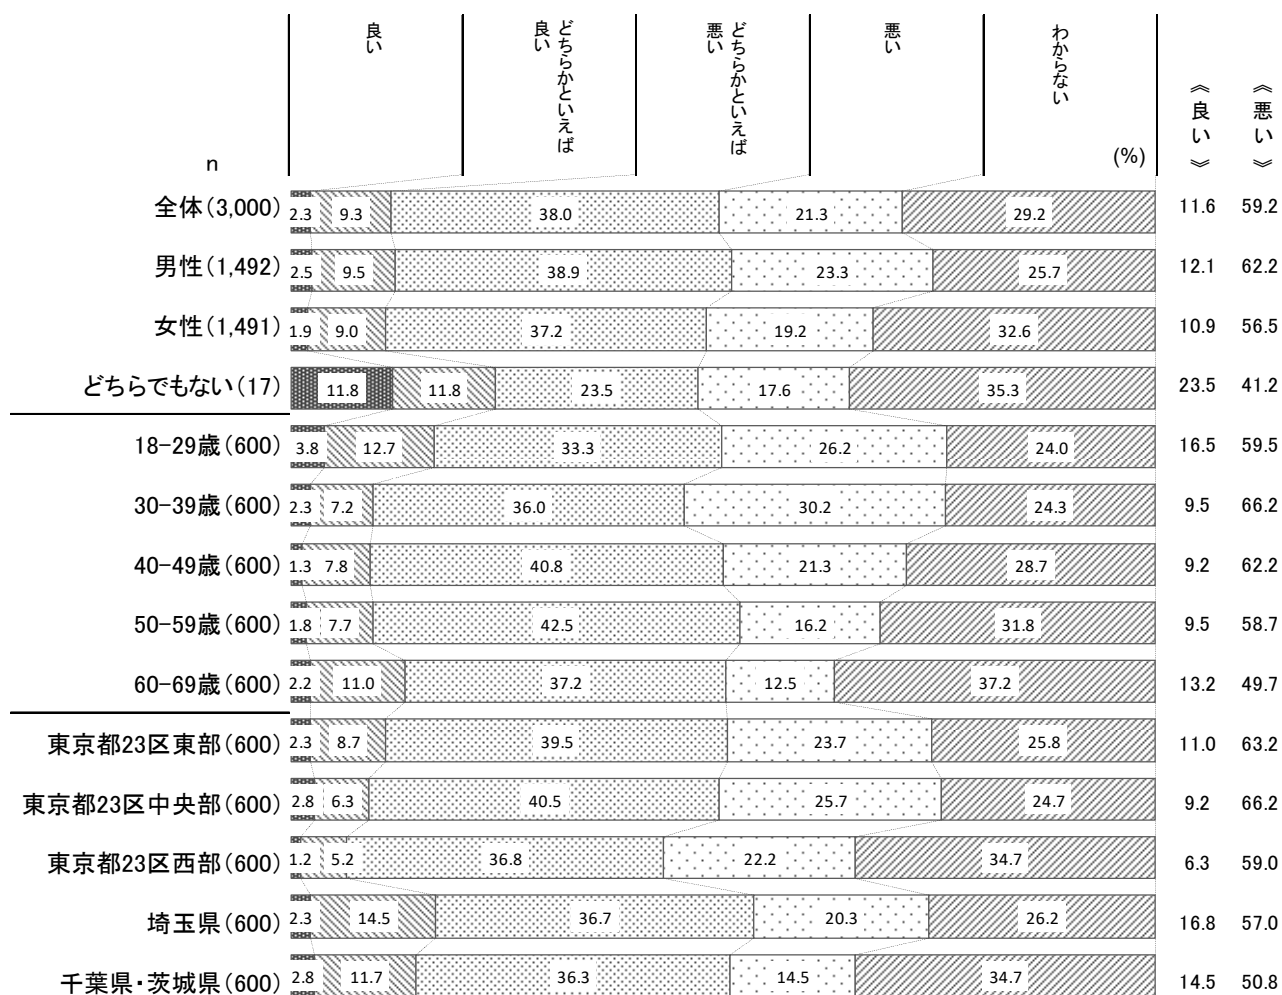 良い
どちらかといえば
良い
どちらかといえば
悪い
悪い
わからない
(%)
《良い》
《悪い》
n
全体(3,000) 2.3 9.3 38.0 21.3 29.2 11.6 59.2
男性(1,492) 2.5 9.5 38.9 23.3 25.7 12.1 62.2
女性(1,491) 1.9 9.0 37.2 19.2 32.6 10.9 56.5
どちらでもない(17) 11.8 11.8 23.5 17.6 35.3 23.5 41.2
18-29歳(600) 3.8 12.7 33.3 26.2 24.0 16.5 59.5
30-39歳(600) 2.3 7.2 36.0 30.2 24.3 9.5 66.2
40-49歳(600) 1.3 7.8 40.8 21.3 28.7 9.2 62.2
50-59歳(600) 1.8 7.7 42.5 16.2 31.8 9.5 58.7
60-69歳(600) 2.2 11.0 37.2 12.5 37.2 13.2 49.7
東京都23区東部(600) 2.3 8.7 39.5 23.7 25.8 11.0 63.2
東京都23区中央部(600) 2.8 6.3 40.5 25.7 24.7 9.2 66.2
東京都23区西部(600) 1.2 5.2 36.8 22.2 34.7 6.3 59.0
埼玉県(600) 2.3 14.5 36.7 20.3 26.2 16.8 57.0
千葉県・茨城県(600) 2.8 11.7 36.3 14.5 34.7 14.5 50.8